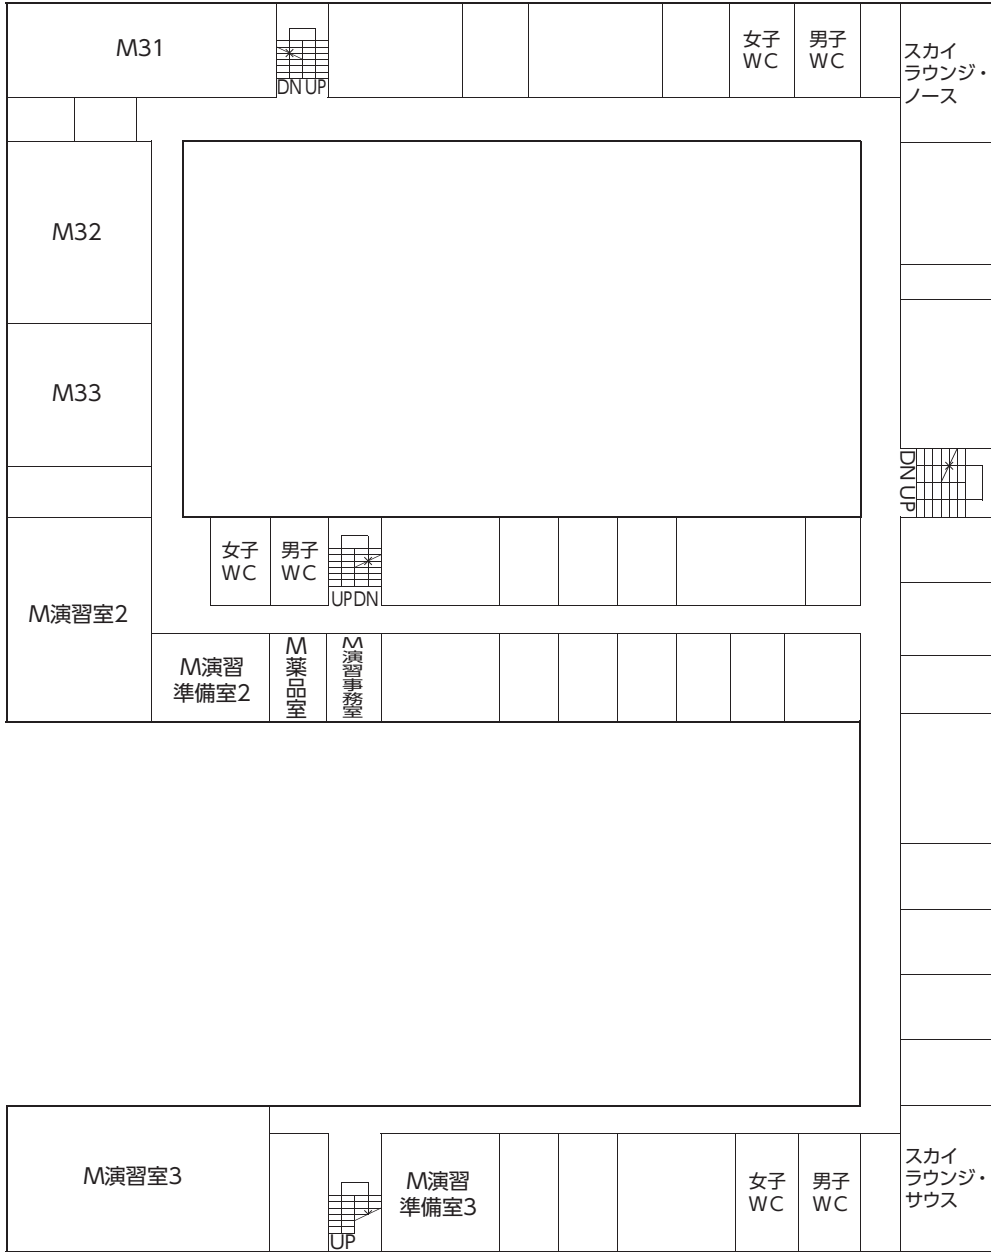 M31
DN UP
女子
WC
男子
WC
スカイ
ラウンジ・
ノース
M32
M33
DN UP
女子
WC
男子
WC
UPDN
M演習室2
M演習
準備室2
M薬品室
M演習事務室
M演習室3
UP
M演習
準備室3
女子
WC
男子
WC
スカイ
ラウンジ・
サウス